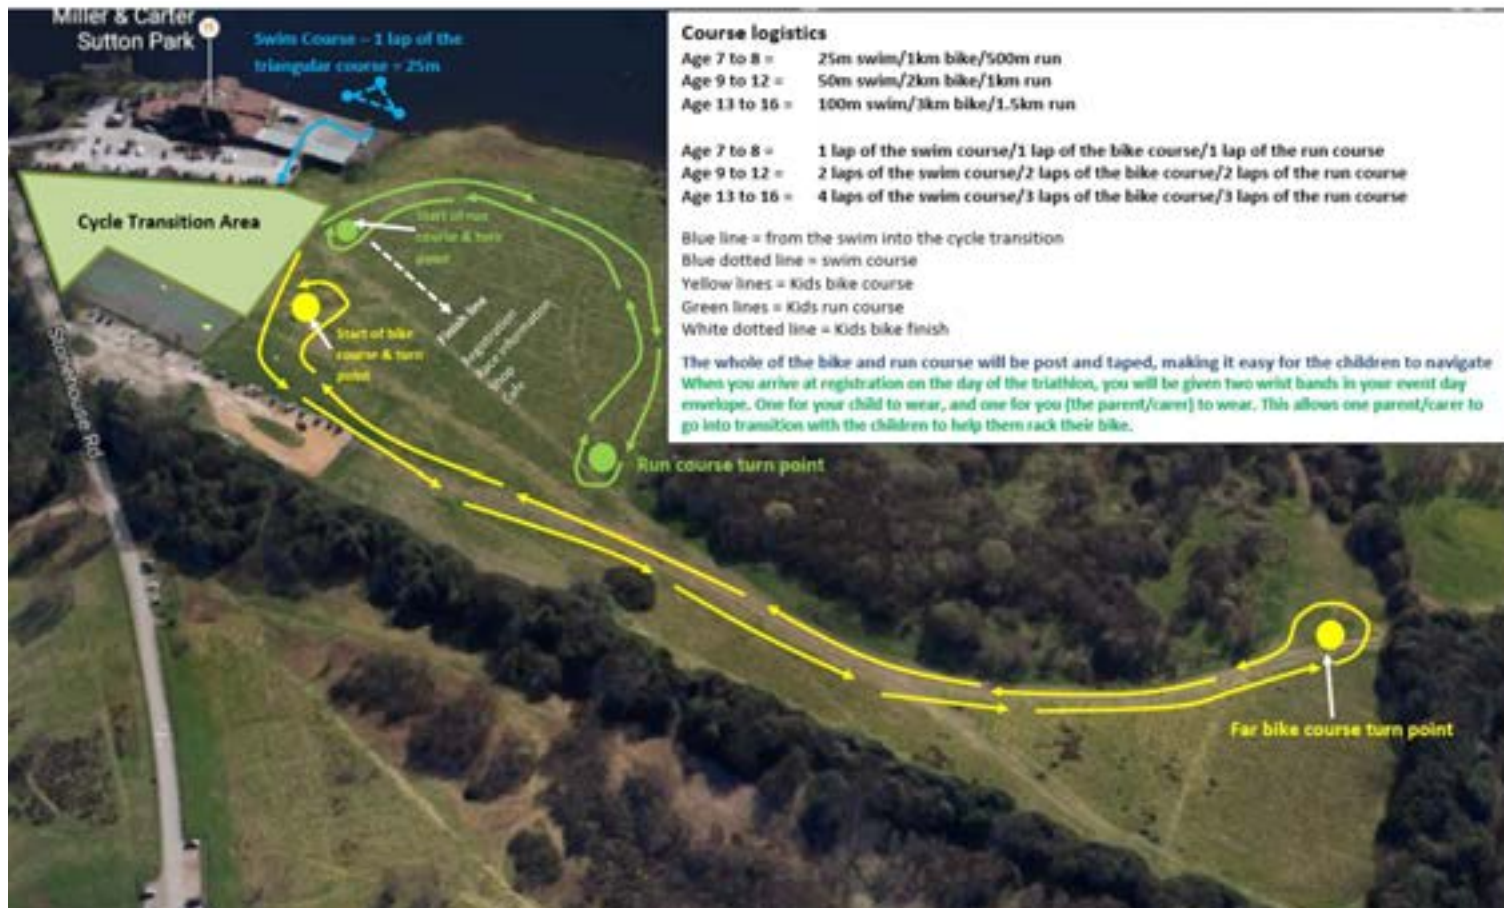 Miller & Carter
Sutton Park
Swim Course – 1 lap of the
triangular course = 25m
Cycle Transition Area
Start of run
course & turn
point
Start of bike
course & turn
point
Finish line
Registration
Race information
Shop
Cafe
Stonehouse Rd
Run course turn point
Far bike course turn point
Course logistics
Age 7 to 8 = 25m swim/1km bike/500m run
Age 9 to 12 = 50m swim/2km bike/1km run
Age 13 to 16 = 100m swim/3km bike/1.5km run
Age 7 to 8 = 1 lap of the swim course/1 lap of the bike course/1 lap of the run course
Age 9 to 12 = 2 laps of the swim course/2 laps of the bike course/2 laps of the run course
Age 13 to 16 = 4 laps of the swim course/3 laps of the bike course/3 laps of the run course
Blue line = from the swim into the cycle transition
Blue dotted line = swim course
Yellow lines = Kids bike course
Green lines = Kids run course
White dotted line = Kids bike finish
The whole of the bike and run course will be post and taped, making it easy for the children to navigate
When you arrive at registration on the day of the triathlon, you will be given two wrist bands in your event day
envelope. One for your child to wear, and one for you (the parent/carer) to wear. This allows one parent/carer to
go into transition with the children to help them rack their bike.